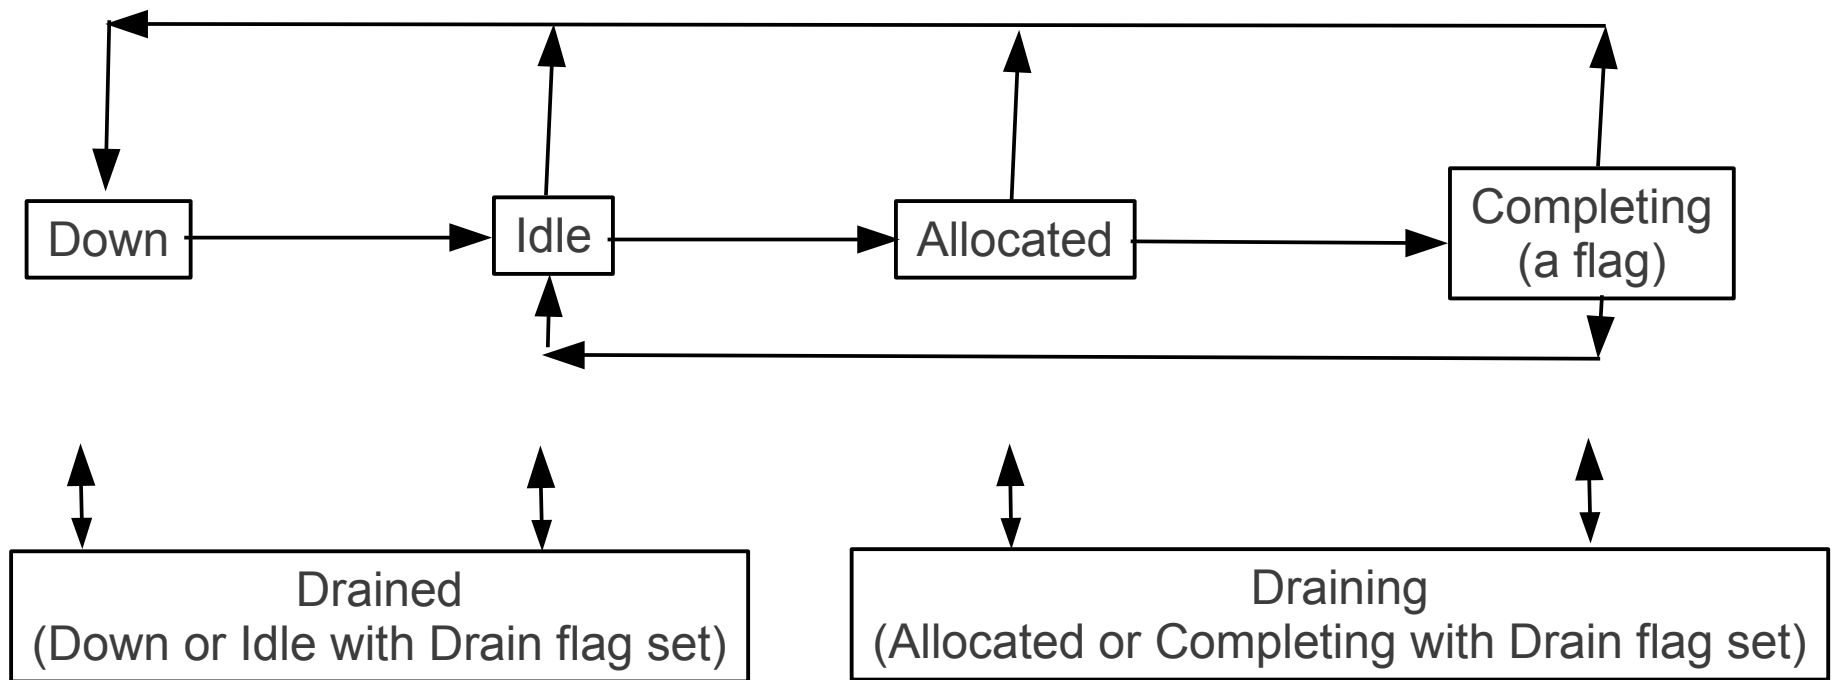 Down
Idle
Allocated
Completing
(a flag)
Drained
(Down or Idle with Drain flag set)
Draining
(Allocated or Completing with Drain flag set)